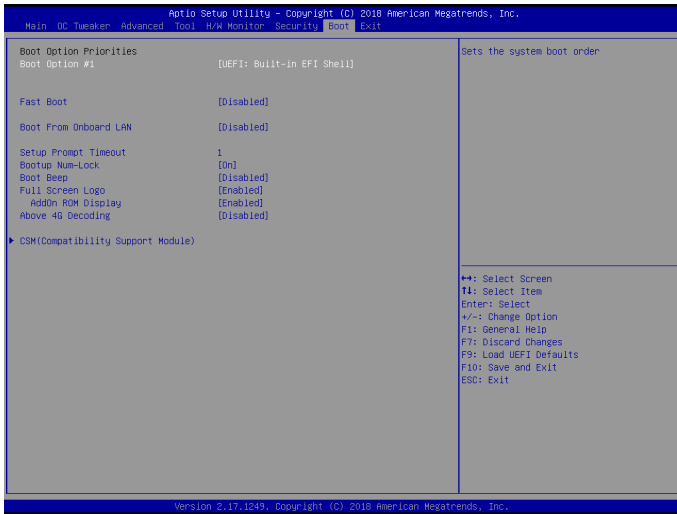 Aptio Setup Utility – Copyright (C) 2018 American Megatrends, Inc.
Main OC Tweaker Advanced Tool H/W Monitor Security Boot Exit
Boot Option Priorities
Boot Option #1 [UEFI: Built-in EFI Shell]
Sets the system boot order
Fast Boot [Disabled]
Boot From Onboard LAN [Disabled]
Setup Prompt Timeout 1
Bootup Num-Lock [On]
Boot Beep [Disabled]
Full Screen Logo [Enabled]
AddOn ROM Display [Enabled]
Above 4G Decoding [Disabled]
CSM(Compatibility Support Module)
↔: Select Screen
↑↓: Select Item
Enter: Select
+/-: Change Option
F1: General Help
F7: Discard Changes
F9: Load UEFI Defaults
F10: Save and Exit
ESC: Exit
Version 2.17.1249. Copyright (C) 2018 American Megatrends, Inc.